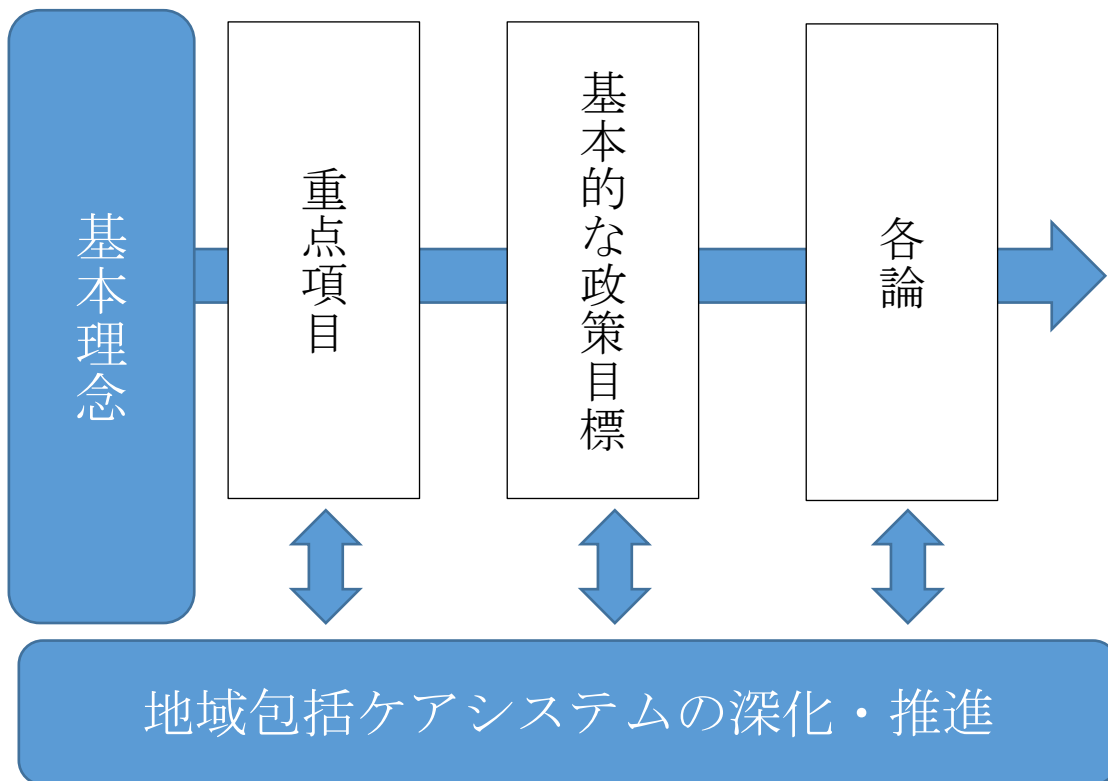 基本理念
重点項目
基本的な政策目標
各論
地域包括ケアシステムの深化・推進